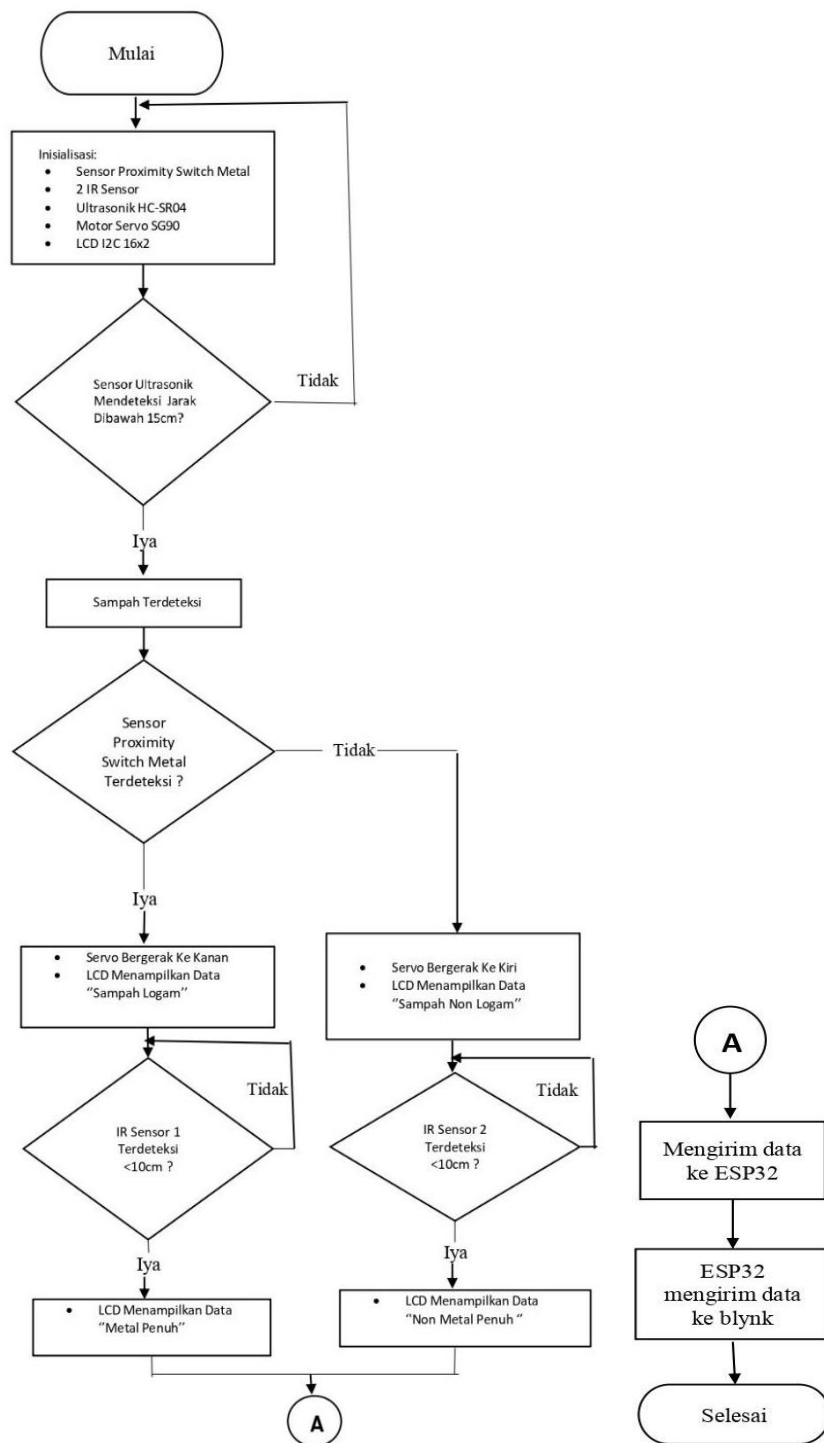 Mulai
Inisialisasi:
• Sensor Proximity Switch Metal
• 2 IR Sensor
• Ultrasonik HC-SR04
• Motor Servo SG90
• LCD I2C 16x2
Sensor Ultrasonik
Mendeteksi Jarak
Dibawah 15cm?
Tidak
Iya
Sampah Terdeteksi
Sensor
Proximity
Switch Metal
Terdeteksi ?
Tidak
Iya
• Servo Bergerak Ke Kanan
• LCD Menampilkan Data
“Sampah Logam”
• Servo Bergerak Ke Kiri
• LCD Menampilkan Data
“Sampah Non Logam”
Tidak
IR Sensor 1
Terdeteksi
<10cm ?
Iya
• LCD Menampilkan Data
“Metal Penuh”
Tidak
IR Sensor 2
Terdeteksi
<10cm ?
Iya
• LCD Menampilkan Data
“Non Metal Penuh “
A
A
Mengirim data
ke ESP32
ESP32
mengirim data
ke blynk
Selesai